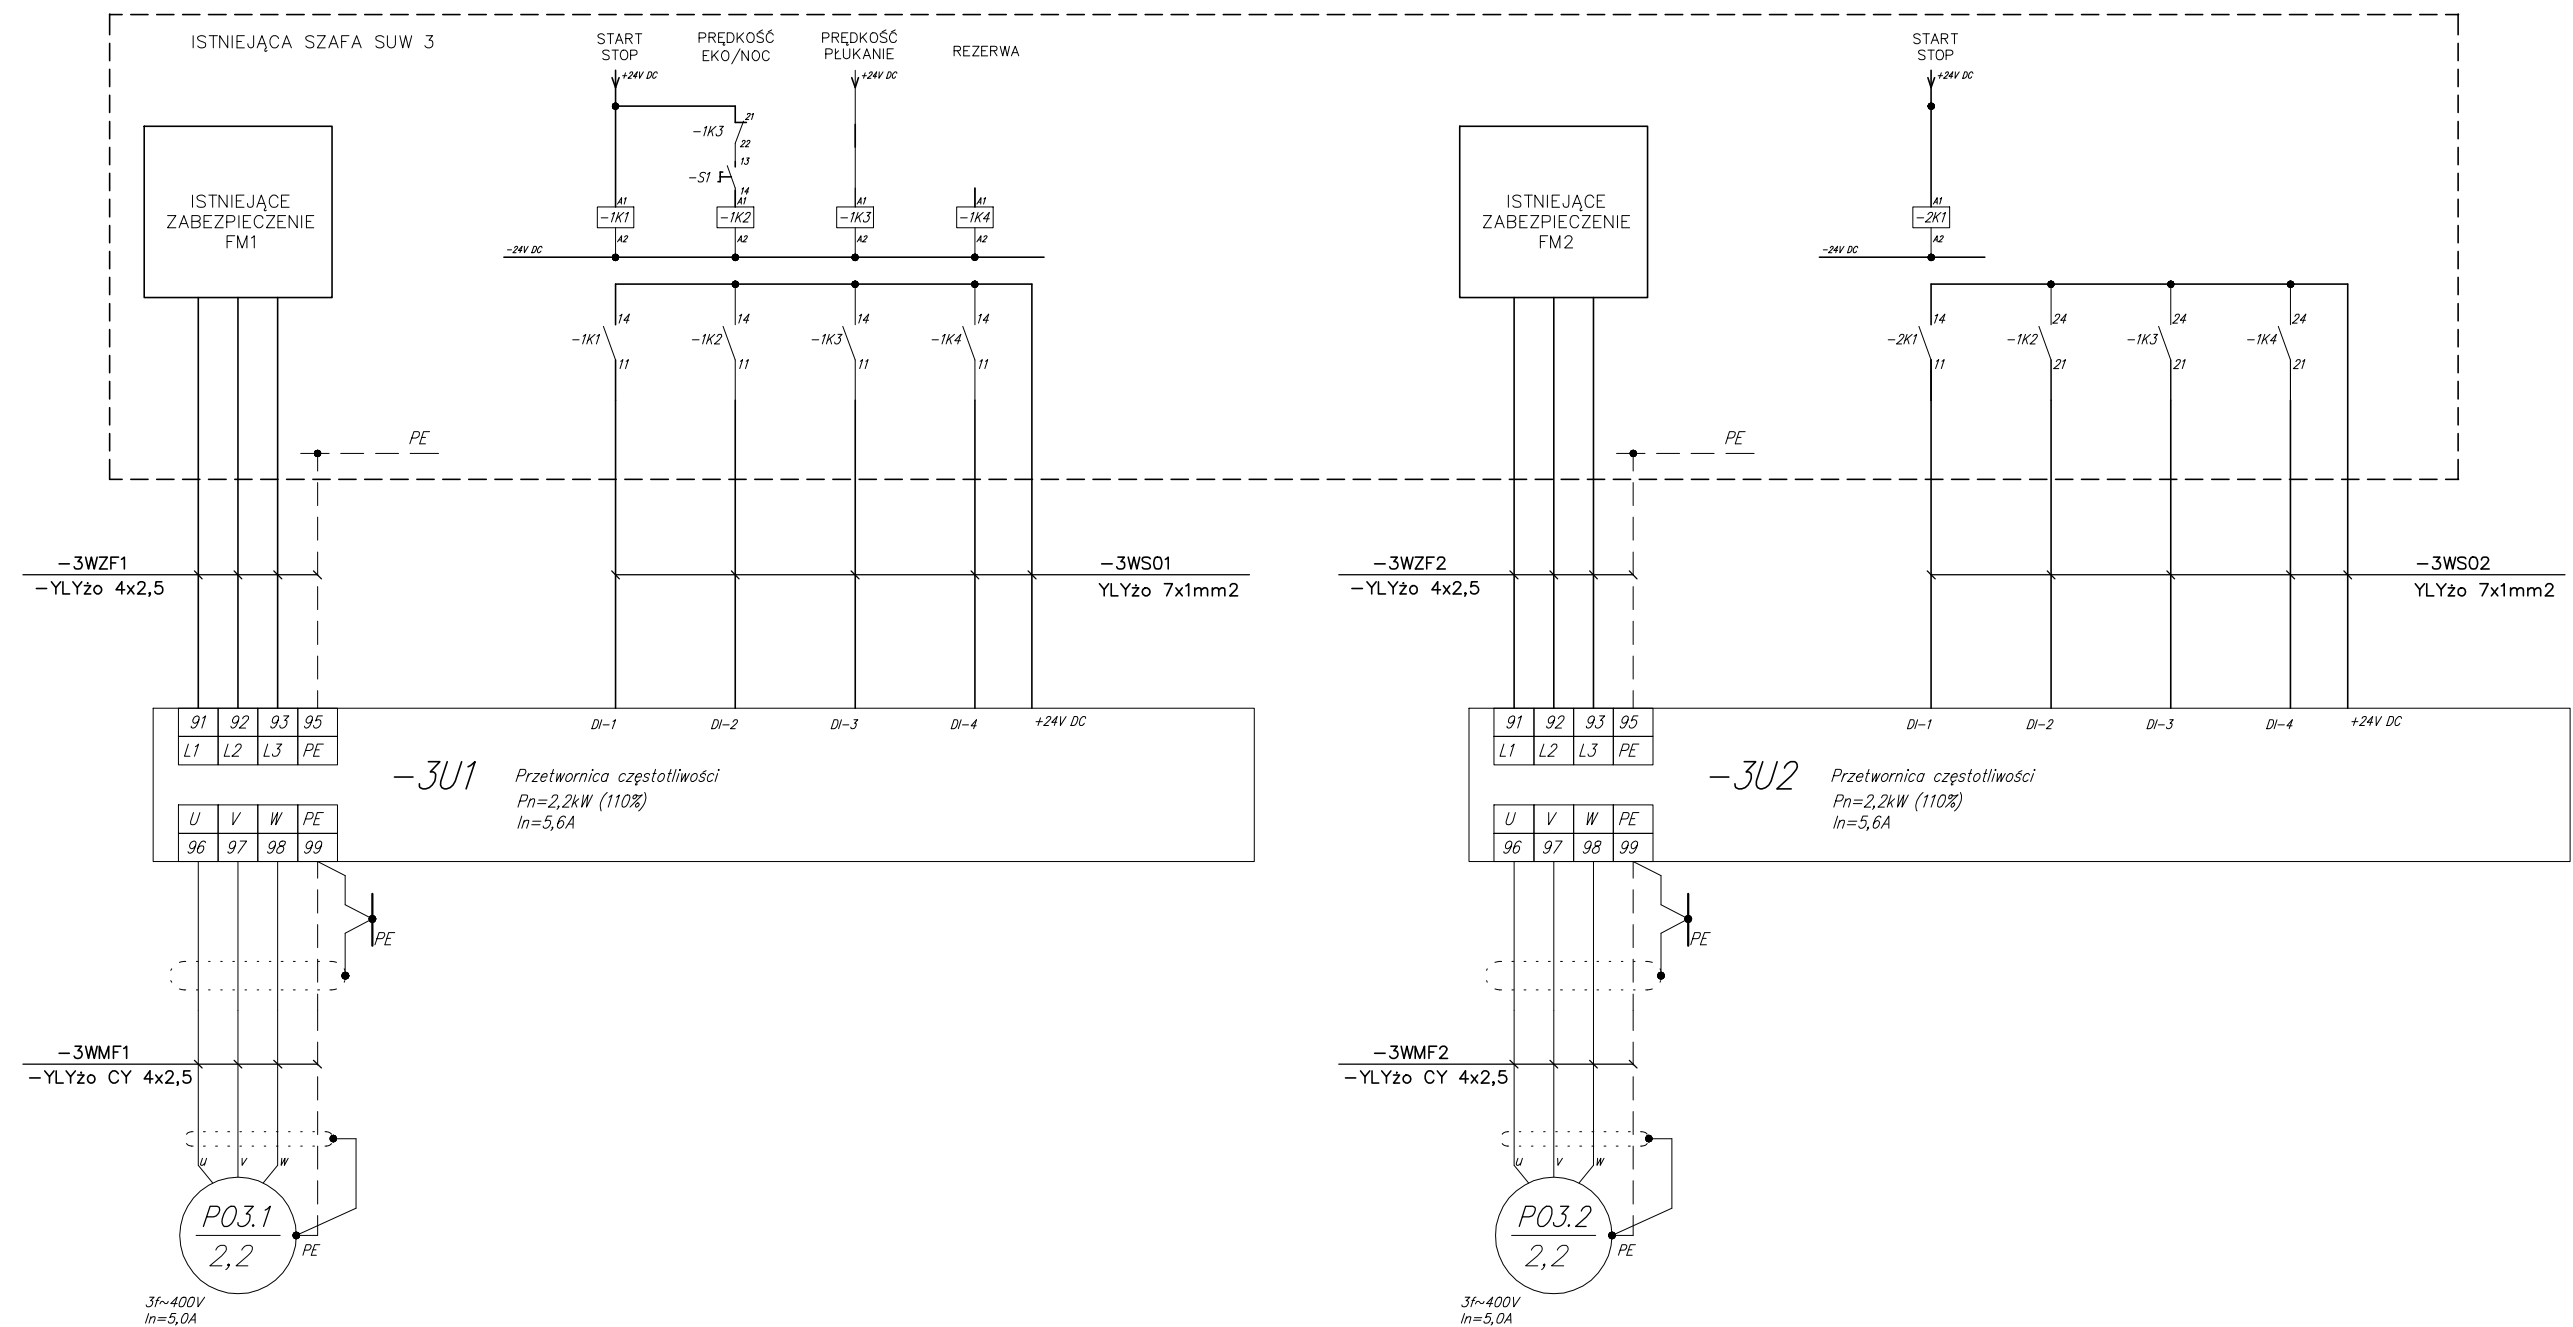 ISTNIEJĄCA SZAFA SUW 3
START
STOP
+24V DC
PRĘDKOŚĆ
EKO/NOC
PRĘDKOŚĆ
PŁUKANIE
+24V DC
REZERWA
START
STOP
+24V DC
ISTNIEJĄCE
ZABEZPIECZENIE
FM1
-1K3
21
22
-S1
13
14
A1
-1K1
A2
A1
-1K2
A2
A1
-1K3
A2
A1
-1K4
A2
-24V DC
14
-1K1
11
14
-1K2
11
14
-1K3
11
14
-1K4
11
PE
ISTNIEJĄCE
ZABEZPIECZENIE
FM2
A1
-2K1
A2
-24V DC
14
-2K1
11
24
-1K2
21
24
-1K3
21
24
-1K4
21
PE
-3WZF1
-YLYżo 4x2,5
-3WS01
YLYżo 7x1mm2
-3WZF2
-YLYżo 4x2,5
-3WS02
YLYżo 7x1mm2
91 92 93 95
L1 L2 L3 PE
DI-1 DI-2 DI-3 DI-4 +24V DC
-3U1
Przetwornica częstotliwości
Pn=2,2kW (110%)
In=5,6A
U V W PE
96 97 98 99
91 92 93 95
L1 L2 L3 PE
DI-1 DI-2 DI-3 DI-4 +24V DC
-3U2
Przetwornica częstotliwości
Pn=2,2kW (110%)
In=5,6A
U V W PE
96 97 98 99
PE
PE
-3WMF1
-YLYżo CY 4x2,5
-3WMF2
-YLYżo CY 4x2,5
U V W
PO3.1
2,2
PE
3f~400V
In=5,0A
U V W
PO3.2
2,2
PE
3f~400V
In=5,0A